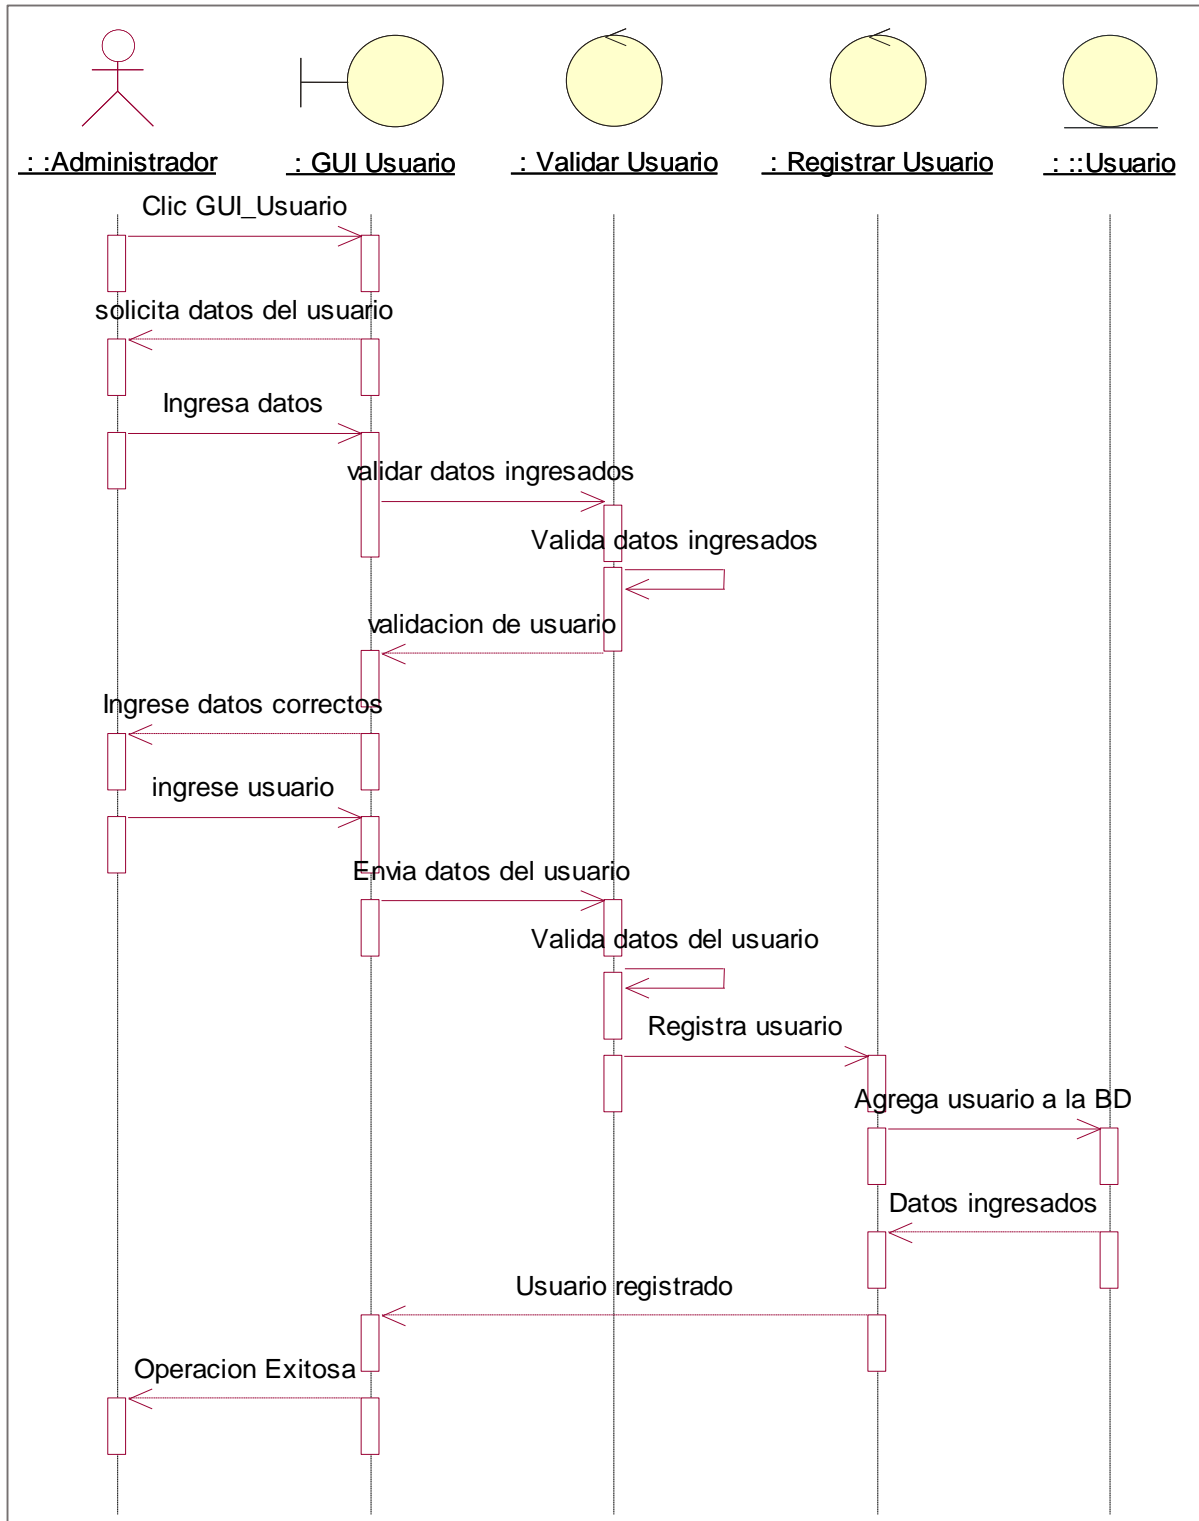 : :Administrador
: GUI Usuario
: Validar Usuario
: Registrar Usuario
: ::Usuario
Clic GUI_Usuario
solicita datos del usuario
Ingresa datos
validar datos ingresados
Valida datos ingresados
validacion de usuario
Ingrese datos correctos
ingrese usuario
Envia datos del usuario
Valida datos del usuario
Registra usuario
Agrega usuario a la BD
Datos ingresados
Usuario registrado
Operacion Exitosa